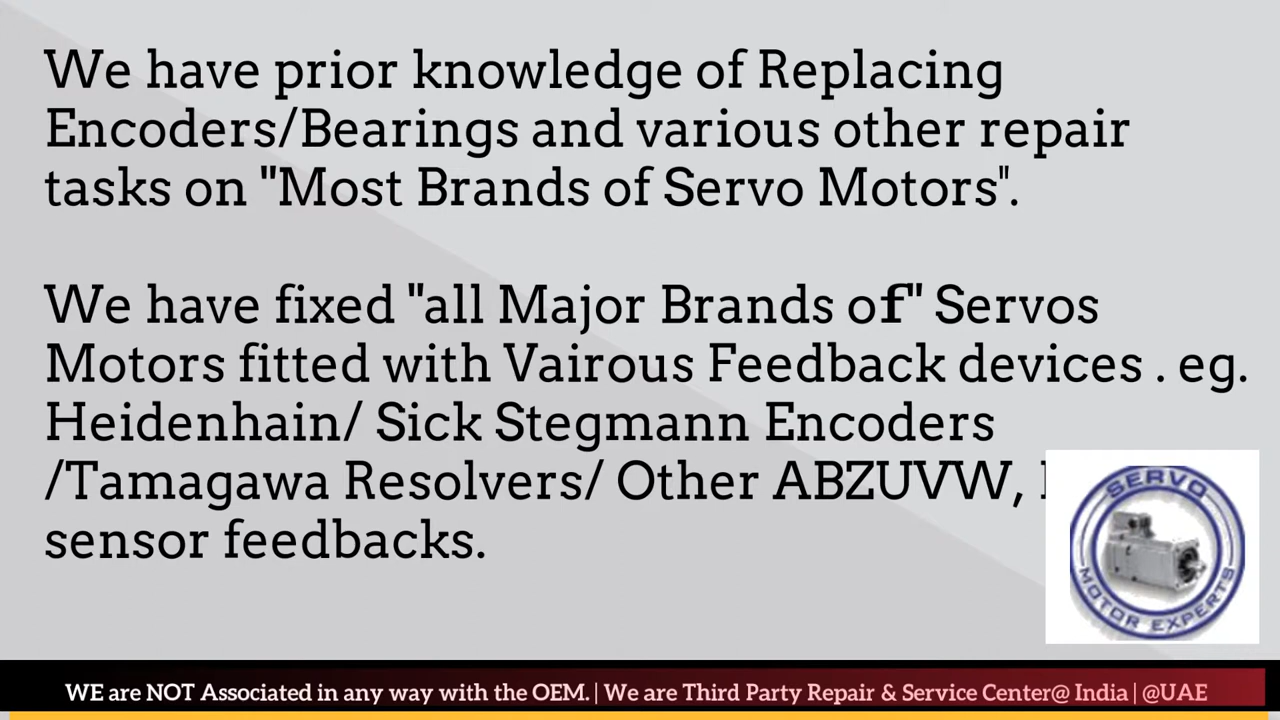 We have prior knowledge of Replacing
Encoders/Bearings and various other repair
tasks on "Most Brands of Servo Motors".
We have fixed "all Major Brands of" Servos
Motors fitted with Vairous Feedback devices . eg.
Heidenhain/ Sick Stegmann Encoders
/Tamagawa Resolvers/ Other ABZUVW,
sensor feedbacks.
SERVO
MOTOR EXPERTS
WE are NOT Associated in any way with the OEM. | We are Third Party Repair & Service Center@ India | @UAE